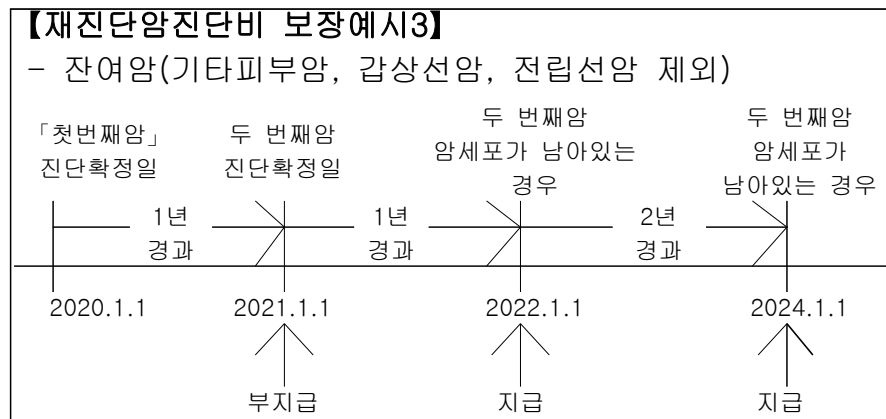 【재진단암진단비 보장예시3】
- 잔여암(기타피부암, 갑상선암, 전립선암 제외)
「첫번째암」
진단확정일
두 번째암
진단확정일
두 번째암
암세포가 남아있는
경우
두 번째암
암세포가
남아있는 경우
1년
경과
1년
경과
2년
경과
2020.1.1
2021.1.1
2022.1.1
2024.1.1
부지급
지급
지급